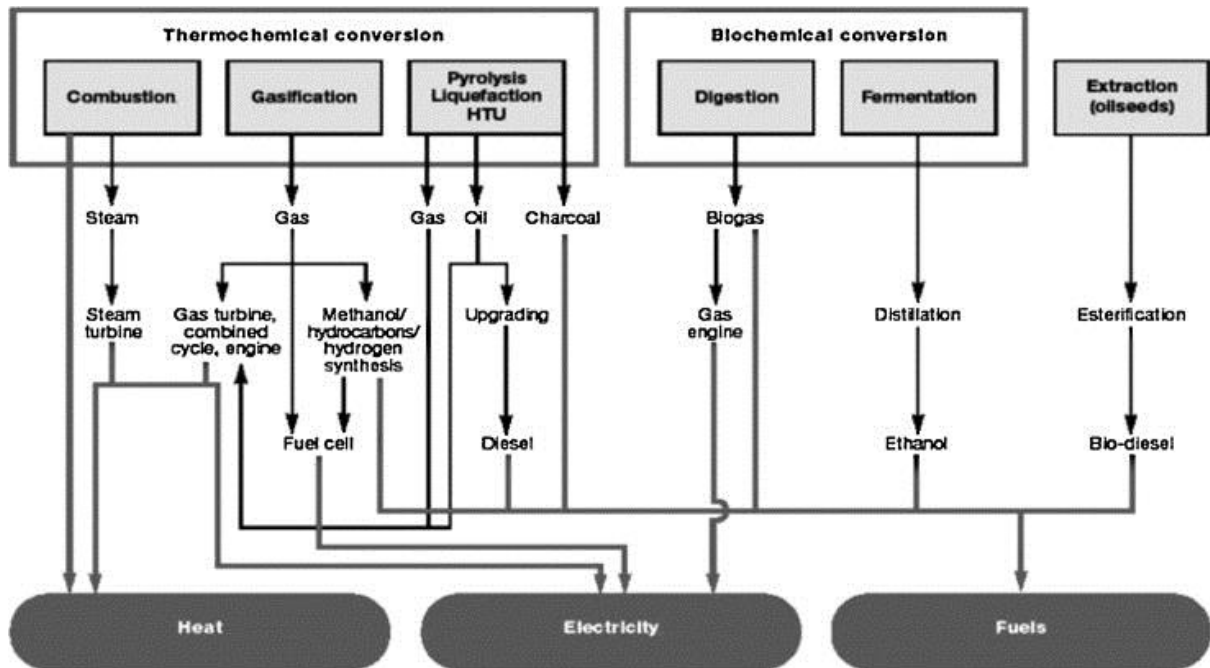 Thermochemical conversion
Biochemical conversion
Combustion
Gasification
Pyrolysis
Liquefaction
HTU
Digestion
Fermentation
Extraction
(oilseeds)
Steam
Gas
Gas
Oil
Charcoal
Biogas
Steam
turbine
Gas turbine,
combined
cycle, engine
Methanol/
hydrocarbons/
hydrogen
synthesis
Upgrading
Gas
engine
Distillation
Esterification
Fuel cell
Diesel
Ethanol
Bio-diesel
Heat
Electricity
Fuels